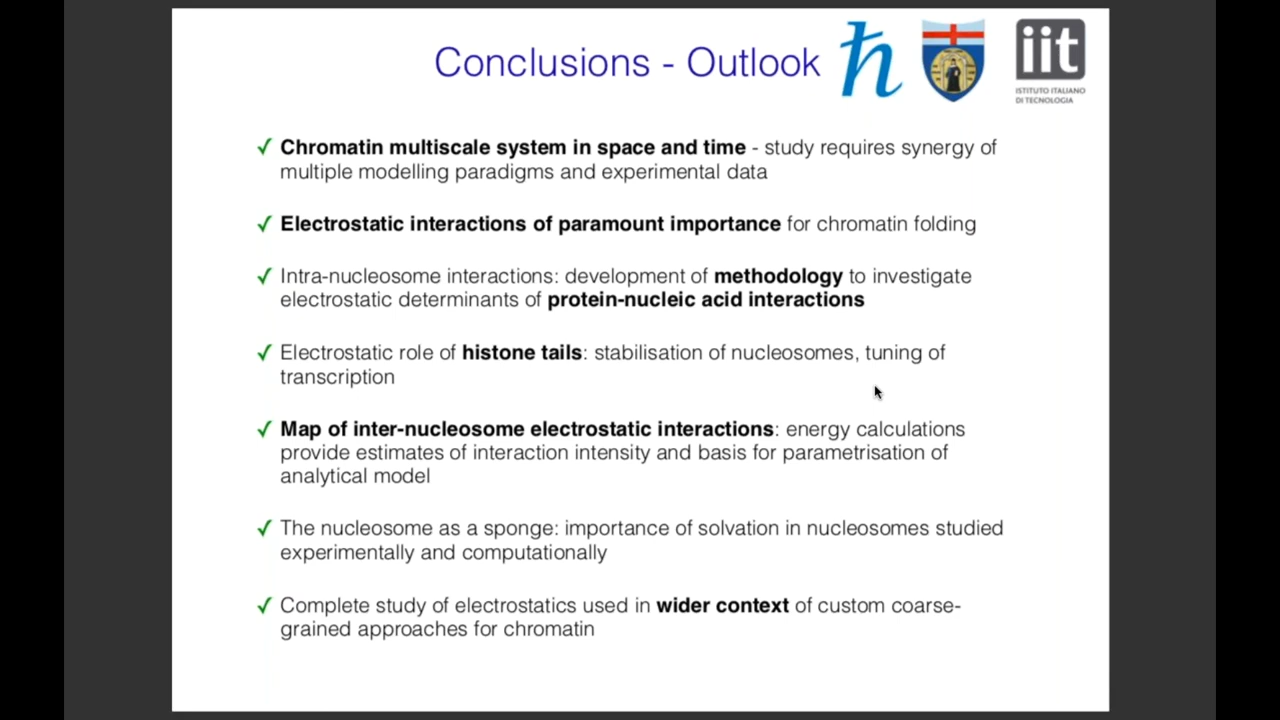 Conclusions - Outlook
ħ
iit
ISTITUTO ITALIANO
DI TECNOLOGIA
✓ Chromatin multiscale system in space and time - study requires synergy of
multiple modelling paradigms and experimental data
✓ Electrostatic interactions of paramount importance for chromatin folding
✓ Intra-nucleosome interactions: development of methodology to investigate
electrostatic determinants of protein-nucleic acid interactions
✓ Electrostatic role of histone tails: stabilisation of nucleosomes, tuning of
transcription
✓ Map of inter-nucleosome electrostatic interactions: energy calculations
provide estimates of interaction intensity and basis for parametrisation of
analytical model
✓ The nucleosome as a sponge: importance of solvation in nucleosomes studied
experimentally and computationally
✓ Complete study of electrostatics used in wider context of custom coarse-
grained approaches for chromatin